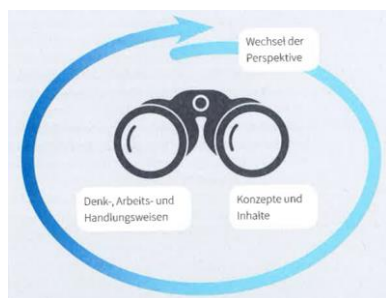 Wechsel der
Perspektive
Denk-, Arbeits- und
Handlungsweisen
Konzepte und
Inhalte